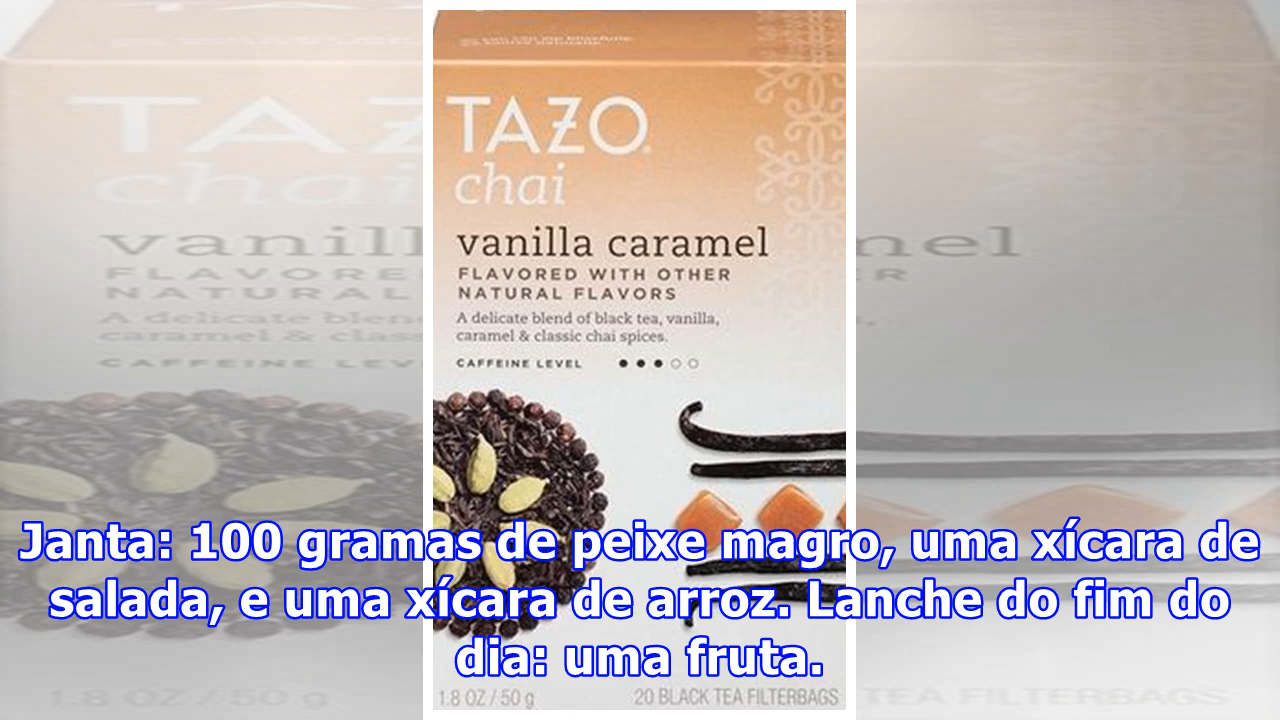 TAZO
chai
vanilla caramel
FLAVORED WITH OTHER
NATURAL FLAVORS
A delicate blend of black tea, vanilla,
caramel & classic chai spices.
CAFFEINE LEVEL
Janta: 100 gramas de peixe magro, uma xícara de
salada, e uma xícara de arroz. Lanche do fim do
dia: uma fruta.
1.8 OZ / 50 g 20 BLACK TEA FILTERBAGS